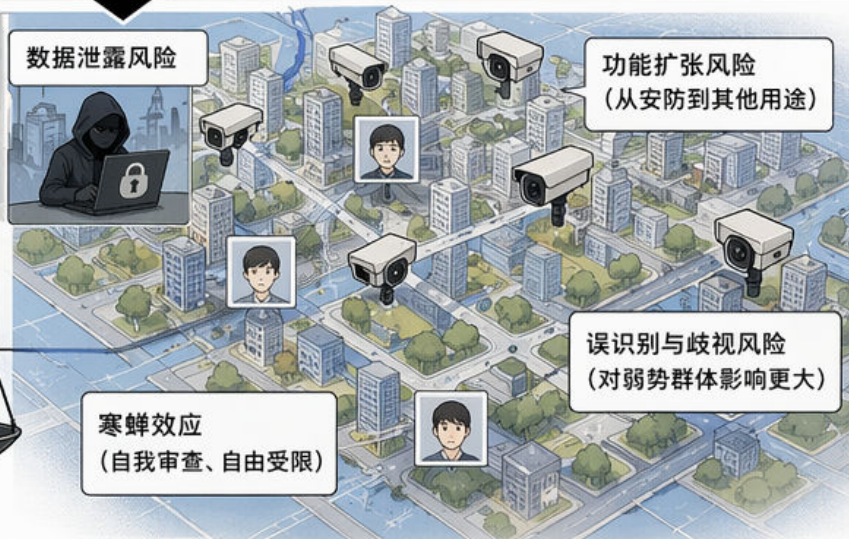 数据泄露风险
功能扩张风险
（从安防到其他用途）
误识别与歧视风险
（对弱势群体影响更大）
寒蝉效应
（自我审查、自由受限）